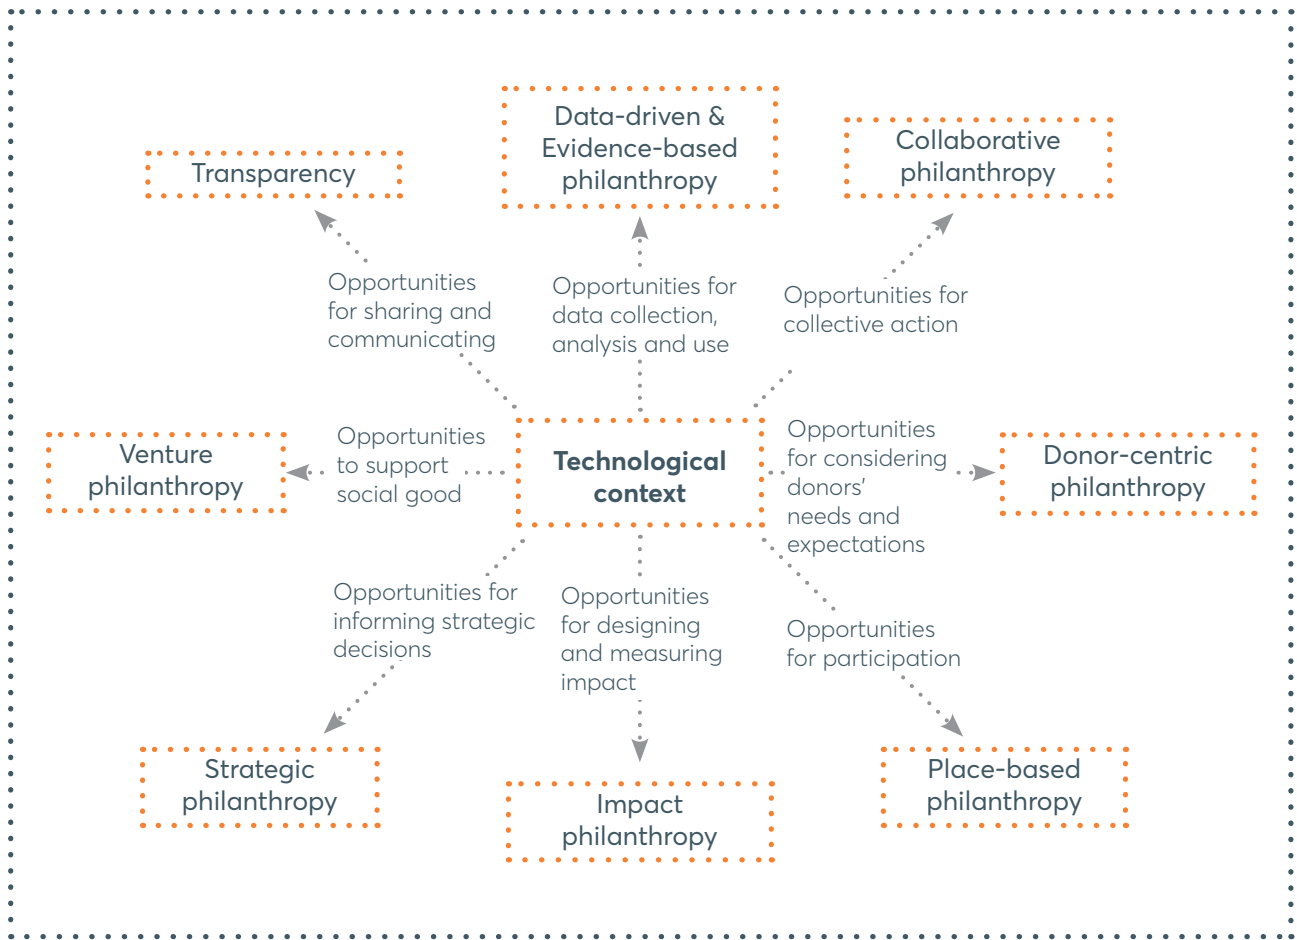 Transparency
Data-driven &
Evidence-based
philanthropy
Collaborative
philanthropy
Opportunities
for sharing and
communicating
Opportunities for
data collection,
analysis and use
Opportunities for
collective action
Venture
philanthropy
Opportunities
to support
social good
Technological
context
Opportunities
for considering
donors’
needs and
expectations
Donor-centric
philanthropy
Opportunities for
informing strategic
decisions
Opportunities
for designing
and measuring
impact
Opportunities
for participation
Strategic
philanthropy
Impact
philanthropy
Place-based
philanthropy